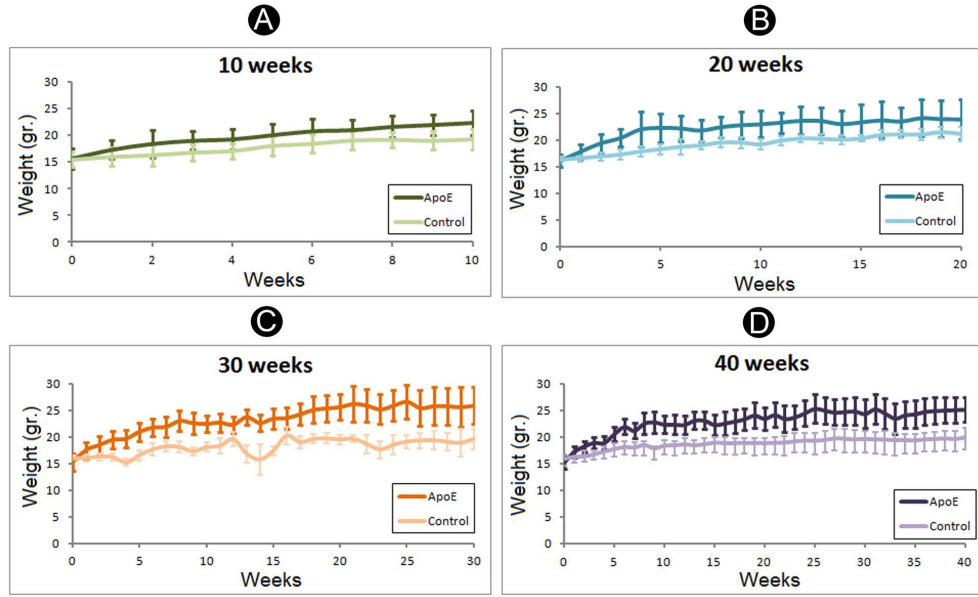 A
10 weeks
Weight (gr.)
30
25
20
15
10
5
0
0 2 4 6 8 10
Weeks
ApoE
Control
B
20 weeks
Weight (gr.)
30
25
20
15
10
5
0
0 5 10 15 20
Weeks
ApoE
Control
C
30 weeks
Weight (gr.)
30
25
20
15
10
5
0
0 5 10 15 20 25 30
Weeks
ApoE
Control
D
40 weeks
Weight (gr.)
30
25
20
15
10
5
0
0 5 10 15 20 25 30 35 40
Weeks
ApoE
Control